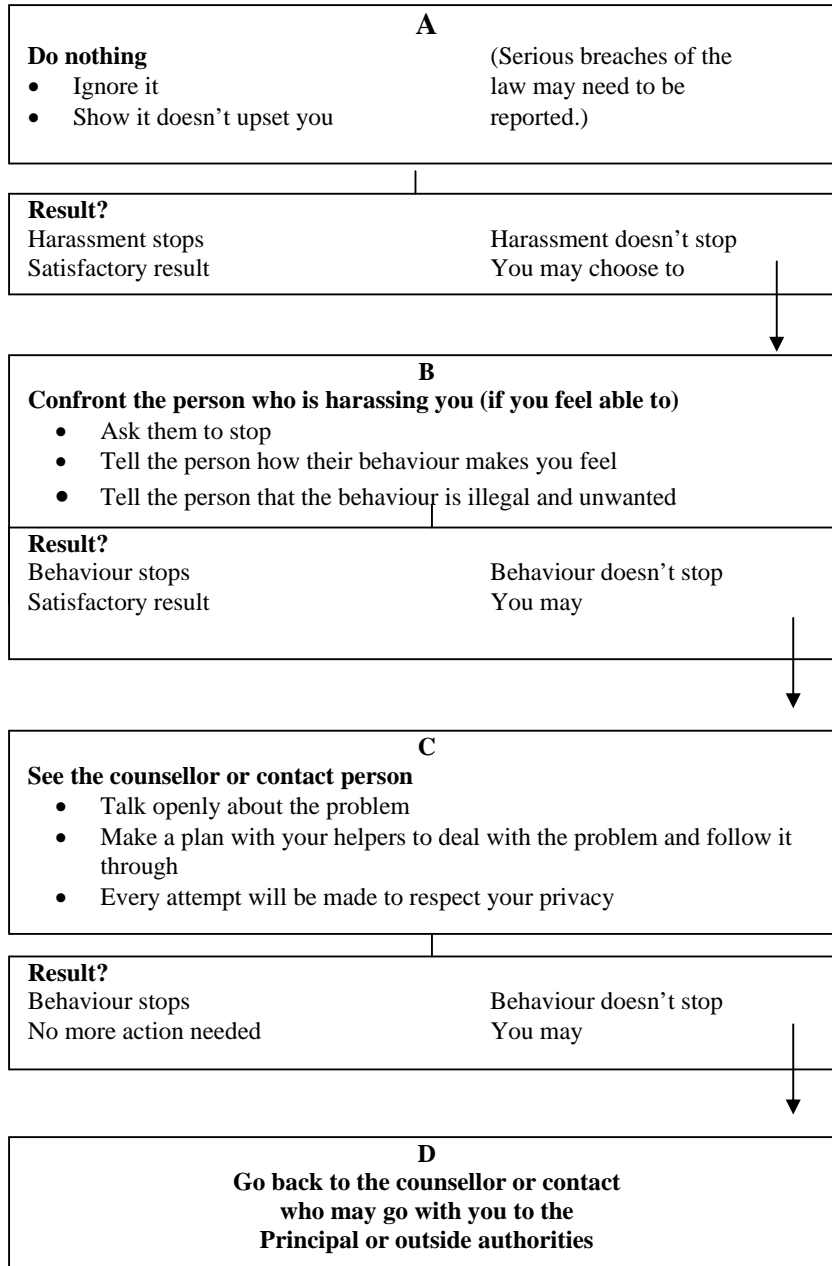 A
Do nothing
• Ignore it
• Show it doesn't upset you
(Serious breaches of the
law may need to be
reported.)
Result?
Harassment stops
Satisfactory result
Harassment doesn't stop
You may choose to
B
Confront the person who is harassing you (if you feel able to)
• Ask them to stop
• Tell the person how their behaviour makes you feel
• Tell the person that the behaviour is illegal and unwanted
Result?
Behaviour stops
Satisfactory result
Behaviour doesn't stop
You may
C
See the counsellor or contact person
• Talk openly about the problem
• Make a plan with your helpers to deal with the problem and follow it
through
• Every attempt will be made to respect your privacy
Result?
Behaviour stops
No more action needed
Behaviour doesn't stop
You may
D
Go back to the counsellor or contact
who may go with you to the
Principal or outside authorities